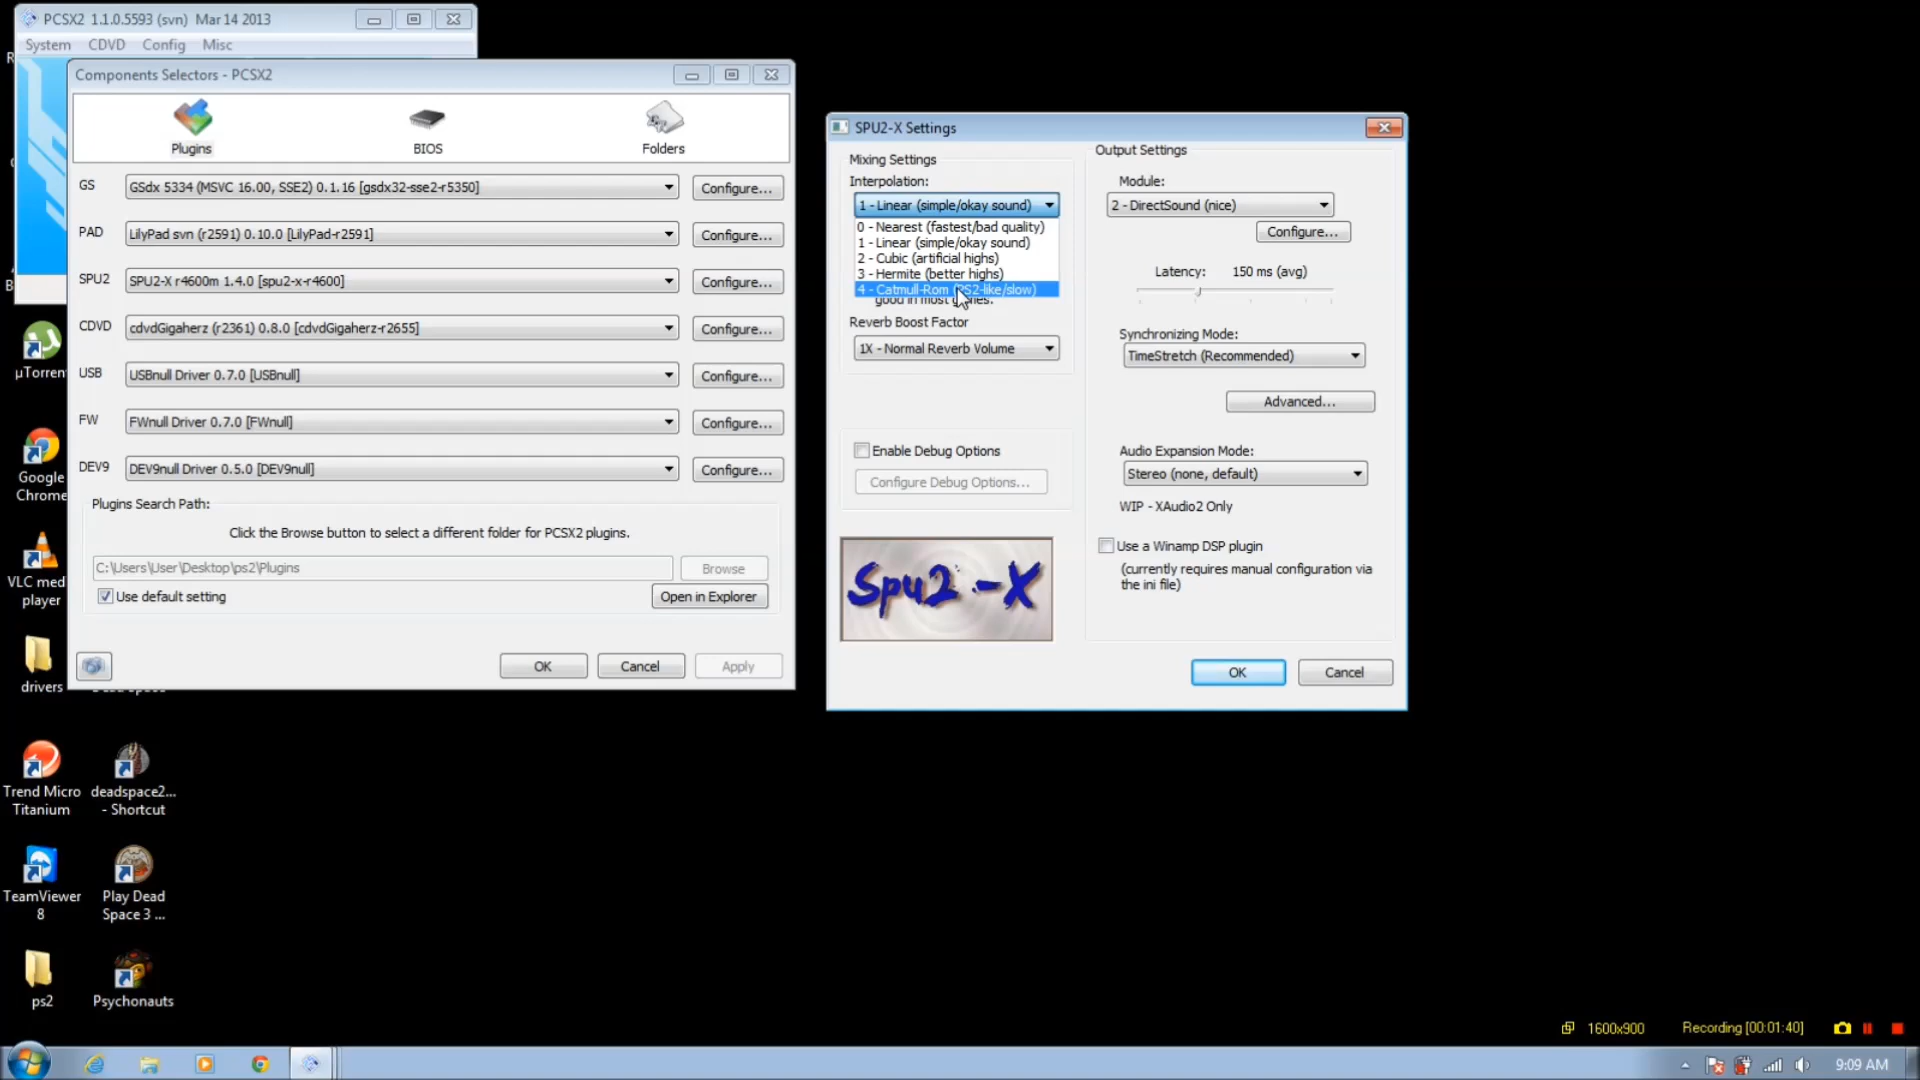 PCSX2 1.1.0.5593 (svn) Mar 14 2013
System CDVD Config Misc
Components Selectors - PCSX2
Plugins
BIOS
Folders
GS
GSdx 5334 (MSVC 16.00, SSE2) 0.1.16 [gsdx32-sse2-r5350]
Configure...
PAD
LilyPad svn (r2591) 0.10.0 [LilyPad-r2591]
Configure...
SPU2
SPU2-X r4600m 1.4.0 [spu2-x-r4600]
Configure...
CDVD
cdvdGigaherz (r2361) 0.8.0 [cdvdGigaherz-r2655]
Configure...
USB
USBnull Driver 0.7.0 [USBnull]
Configure...
FW
FWnull Driver 0.7.0 [FWnull]
Configure...
DEV9
DEV9null Driver 0.5.0 [DEV9null]
Configure...
Plugins Search Path:
Click the Browse button to select a different folder for PCSX2 plugins.
C:\Users\User\Desktop\ps2\Plugins
Browse
Use default setting
Open in Explorer
OK
Cancel
Apply
SPU2-X Settings
Mixing Settings
Interpolation:
1 - Linear (simple/okay sound)
0 - Nearest (fastest/bad quality)
1 - Linear (simple/okay sound)
2 - Cubic (artificial highs)
3 - Hermite (better highs)
4 - Catmull-Rom (PS2-like/slow)
good in most games.
Reverb Boost Factor
1X - Normal Reverb Volume
Enable Debug Options
Configure Debug Options...
Spu2-X
Output Settings
Module:
2 - DirectSound (nice)
Configure...
Latency: 150 ms (avg)
Synchronizing Mode:
TimeStretch (Recommended)
Advanced...
Audio Expansion Mode:
Stereo (none, default)
WIP - XAudio2 Only
Use a Winamp DSP plugin
(currently requires manual configuration via
the ini file)
OK
Cancel
µTorrent
Google
Chrome
VLC med
player
drivers
Trend Micro
Titanium
deadspace2...
- Shortcut
TeamViewer
8
Play Dead
Space 3 ...
ps2
Psychonauts
1600x900
Recording [00:01:40]
9:09 AM